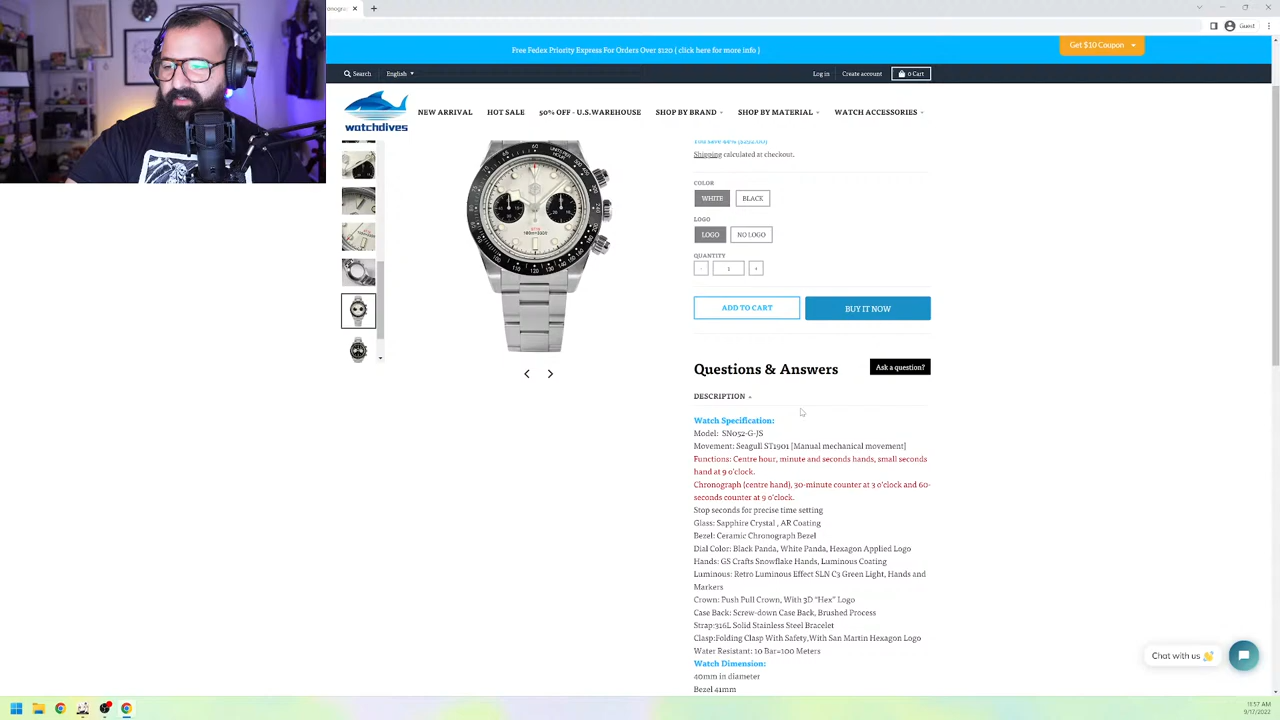 Guest
Free Fedex Priority Express For Orders Over $120 ( click here for more info )
Get $10 Coupon
Search
English
Log in
Create account
0 Cart
watchdives
NEW ARRIVAL
HOT SALE
50% OFF - U.S.WAREHOUSE
SHOP BY BRAND
SHOP BY MATERIAL
WATCH ACCESSORIES
Shipping calculated at checkout.
COLOR
WHITE
BLACK
LOGO
LOGO
NO LOGO
QUANTITY
-
1
+
ADD TO CART
BUY IT NOW
Questions & Answers
Ask a question?
DESCRIPTION
Watch Specification:
Model: SN052-G-JS
Movement: Seagull ST1901 [Manual mechanical movement]
Functions: Centre hour, minute and seconds hands, small seconds
hand at 9 o'clock.
Chronograph (centre hand), 30-minute counter at 3 o'clock and 60-
seconds counter at 9 o'clock.
Stop seconds for precise time setting
Glass: Sapphire Crystal , AR Coating
Bezel: Ceramic Chronograph Bezel
Dial Color: Black Panda, White Panda, Hexagon Applied Logo
Hands: GS Crafts Snowflake Hands, Luminous Coating
Luminous: Retro Luminous Effect SLN C3 Green Light, Hands and
Markers
Crown: Push Pull Crown, With 3D "Hex" Logo
Case Back: Screw-down Case Back, Brushed Process
Strap:316L Solid Stainless Steel Bracelet
Clasp:Folding Clasp With Safety,With San Martin Hexagon Logo
Water Resistant: 10 Bar=100 Meters
Watch Dimension:
40mm in diameter
Bezel 41mm
Chat with us
11:57 AM
9/17/2022